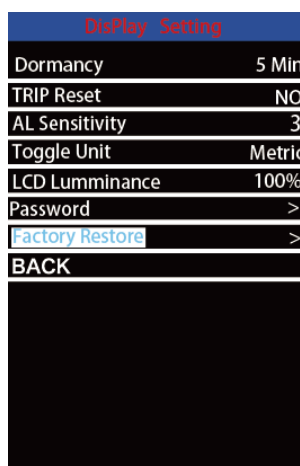 DisPlay Setting
Dormancy 5 Min
TRIP Reset NO
AL Sensitivity 3
Toggle Unit Metric
LCD Lumminance 100%
Password >
Factory Restore >
BACK